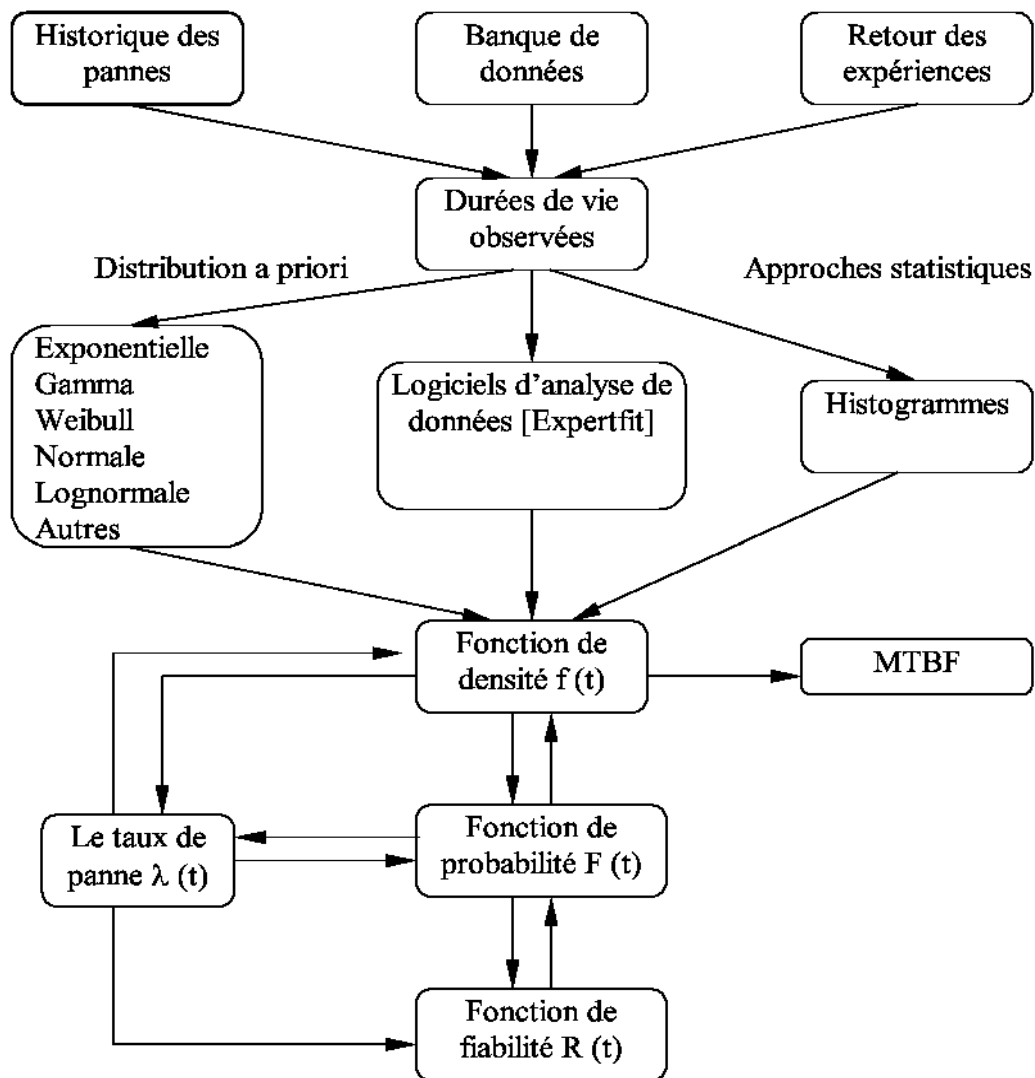 Historique des
pannes
Banque de
données
Retour des
expériences
Durées de vie
observées
Distribution a priori
Approches statistiques
Exponentielle
Gamma
Weibull
Normale
Lognormale
Autres
Logiciels d'analyse de
données [Expertfit]
Histogrammes
Fonction de
densité f (t)
MTBF
Le taux de
panne λ (t)
Fonction de
probabilité F (t)
Fonction de
fiabilité R (t)